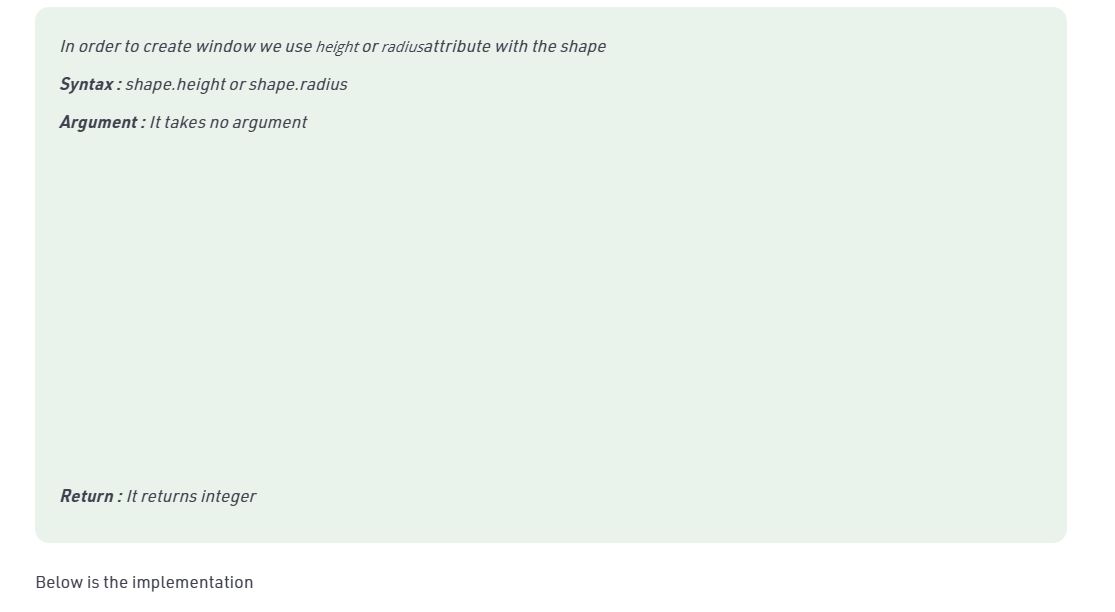 In order to create window we use height or radiusattribute with the shape
Syntax : shape.height or shape.radius
Argument : It takes no argument
Return : It returns integer
Below is the implementation